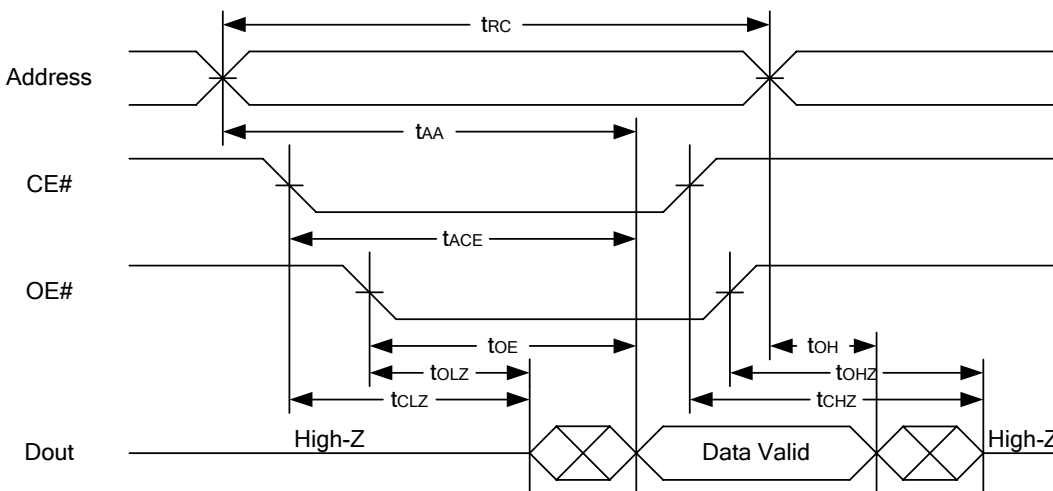 tRC
Address
tAA
CE#
tACE
OE#
tOE
tOH
tOLZ
tOHZ
tCLZ
tCHZ
High-Z
Dout
Data Valid
High-Z